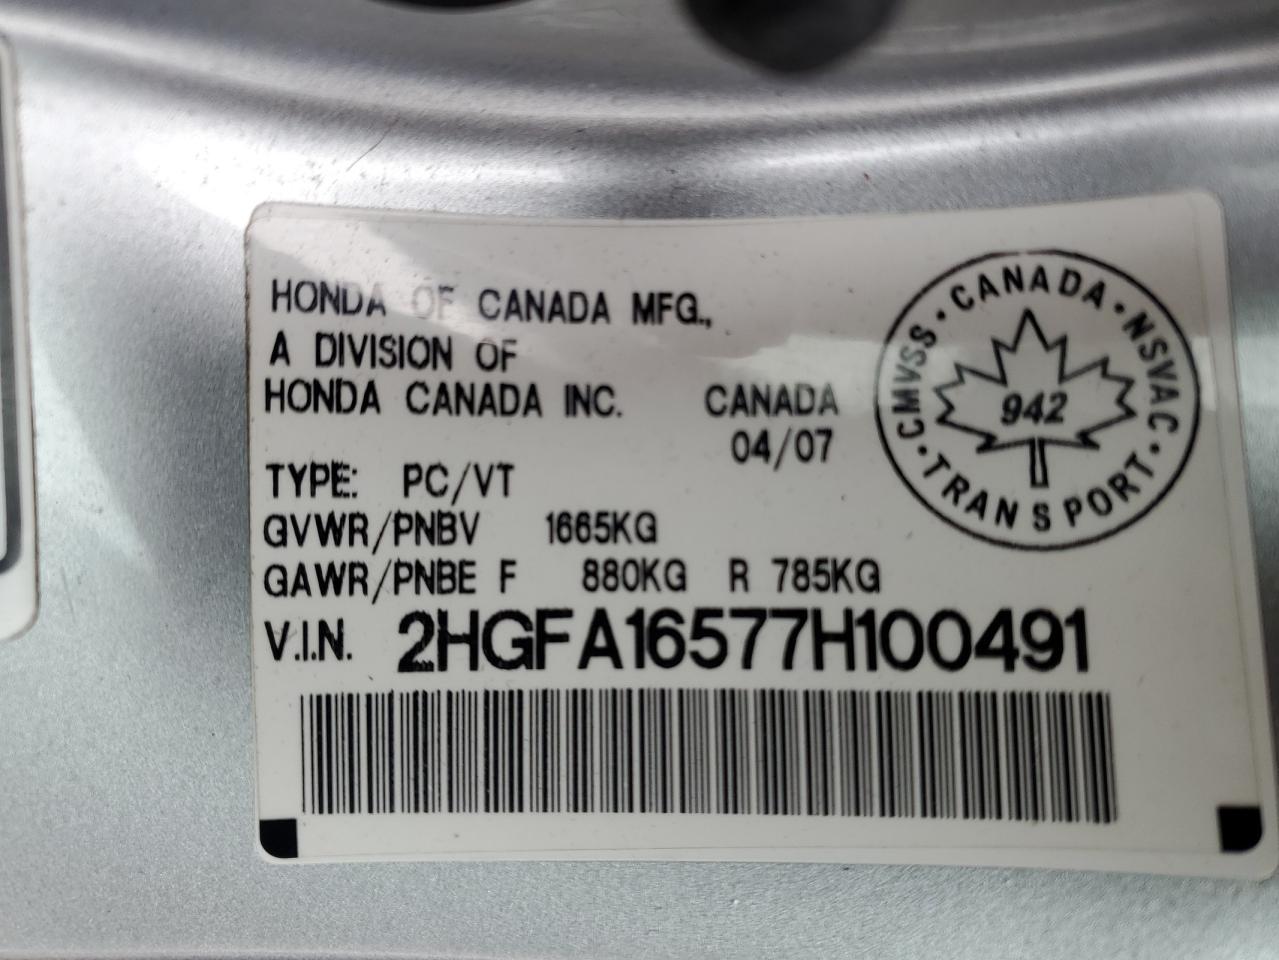 HONDA OF CANADA MFG.,
A DIVISION OF
HONDA CANADA INC. CANADA
04/07
TYPE: PC/VT
GVWR/PNBV 1665KG
GAWR/PNBE F 880KG R 785KG
V.I.N. 2HGFA16577H100491
CMVSS · CANADA · NSVAC ·
942
· TRANSPORT ·